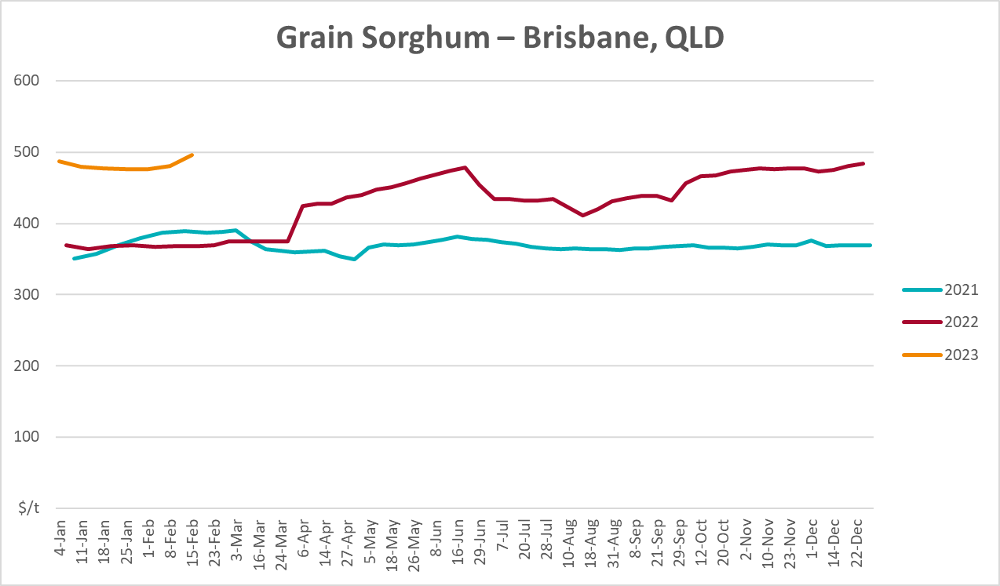 Grain Sorghum – Brisbane, QLD
600
500
400
300
200
100
$/t
4-Jan
11-Jan
18-Jan
25-Jan
1-Feb
8-Feb
15-Feb
23-Feb
3-Mar
16-Mar
24-Mar
6-Apr
14-Apr
27-Apr
5-May
18-May
26-May
8-Jun
16-Jun
29-Jun
7-Jul
20-Jul
28-Jul
10-Aug
18-Aug
31-Aug
8-Sep
21-Sep
29-Sep
12-Oct
20-Oct
2-Nov
10-Nov
23-Nov
1-Dec
14-Dec
22-Dec
2021
2022
2023